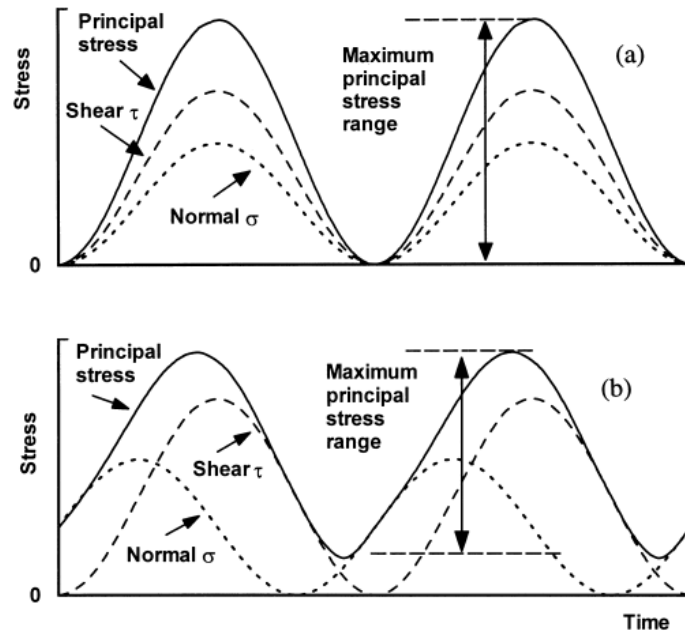 Principal
stress
Maximum
principal
stress
range
(a)
Stress
Shear τ
Normal σ
0
Principal
stress
Maximum
principal
stress
range
(b)
Stress
Shear τ
Normal σ
0
Time